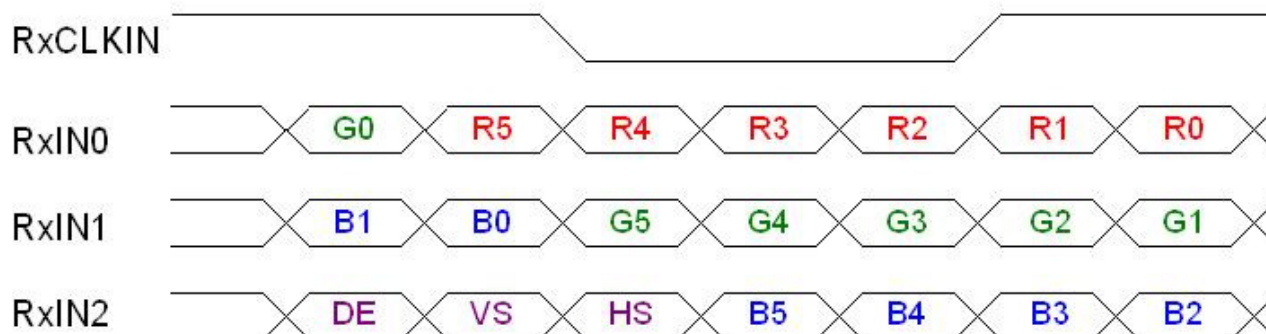 RxCLKIN
RxIN0 G0 R5 R4 R3 R2 R1 R0
RxIN1 B1 B0 G5 G4 G3 G2 G1
RxIN2 DE VS HS B5 B4 B3 B2